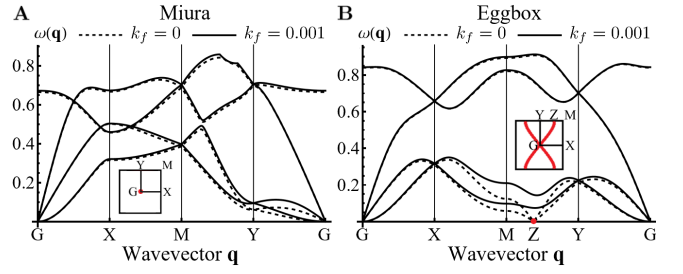 A Miura
ω(q) k_f = 0 k_f = 0.001
0.8
0.6
0.4
0.2
Y M
G X
G X M Y G
Wavevector q
B Eggbox
ω(q) k_f = 0 k_f = 0.001
0.8
0.6
0.4
0.2
Y Z M
G X
G X M Z Y G
Wavevector q